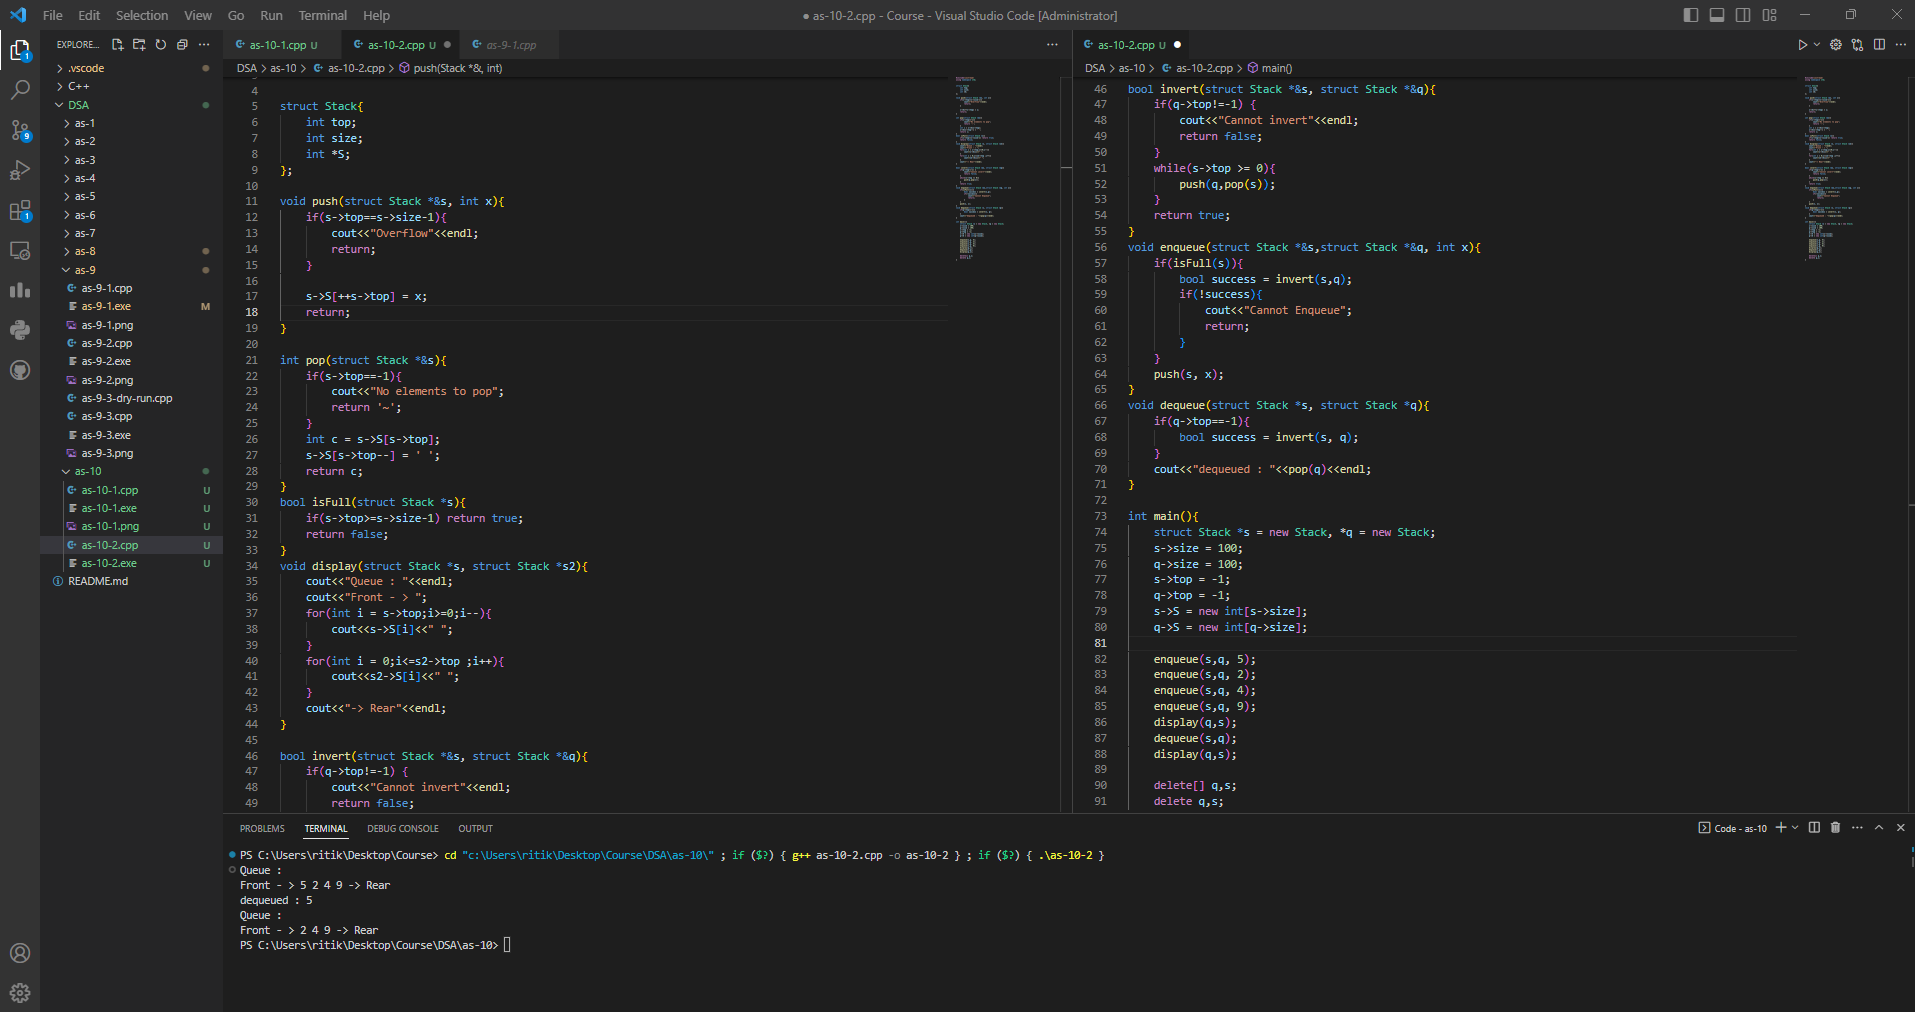 File Edit Selection View Go Run Terminal Help
● as-10-2.cpp - Course - Visual Studio Code [Administrator]
EXPLORE...
.vscode
C++
DSA
as-1
as-2
as-3
as-4
as-5
as-6
as-7
as-8
as-9
as-9-1.cpp
as-9-1.exe M
as-9-1.png
as-9-2.cpp
as-9-2.exe
as-9-2.png
as-9-3-dry-run.cpp
as-9-3.cpp
as-9-3.exe
as-9-3.png
as-10
as-10-1.cpp U
as-10-1.exe U
as-10-1.png U
as-10-2.cpp U
as-10-2.exe U
README.md
as-10-1.cpp U as-10-2.cpp U ● as-9-1.cpp
DSA > as-10 > as-10-2.cpp > push(Stack *&, int)
4
5 struct Stack{
6 int top;
7 int size;
8 int *S;
9 };
10
11 void push(struct Stack *&s, int x){
12 if(s->top==s->size-1){
13 cout<<"Overflow"<<endl;
14 return;
15 }
16
17 s->S[++s->top] = x;
18 return;
19 }
20
21 int pop(struct Stack *&s){
22 if(s->top==-1){
23 cout<<"No elements to pop";
24 return '~';
25 }
26 int c = s->S[s->top];
27 s->S[s->top--] = ' ';
28 return c;
29 }
30 bool isFull(struct Stack *s){
31 if(s->top>=s->size-1) return true;
32 return false;
33 }
34 void display(struct Stack *s, struct Stack *s2){
35 cout<<"Queue : "<<endl;
36 cout<<"Front - > ";
37 for(int i = s->top;i>=0;i--){
38 cout<<s->S[i]<<" ";
39 }
40 for(int i = 0;i<=s2->top ;i++){
41 cout<<s2->S[i]<<" ";
42 }
43 cout<<"-> Rear"<<endl;
44 }
45
46 bool invert(struct Stack *&s, struct Stack *&q){
47 if(q->top!=-1) {
48 cout<<"Cannot invert"<<endl;
49 return false;
as-10-2.cpp U ●
DSA > as-10 > as-10-2.cpp > main()
46 bool invert(struct Stack *&s, struct Stack *&q){
47 if(q->top!=-1) {
48 cout<<"Cannot invert"<<endl;
49 return false;
50 }
51 while(s->top >= 0){
52 push(q,pop(s));
53 }
54 return true;
55 }
56 void enqueue(struct Stack *&s,struct Stack *&q, int x){
57 if(isFull(s)){
58 bool success = invert(s,q);
59 if(!success){
60 cout<<"Cannot Enqueue";
61 return;
62 }
63 }
64 push(s, x);
65 }
66 void dequeue(struct Stack *s, struct Stack *q){
67 if(q->top==-1){
68 bool success = invert(s, q);
69 }
70 cout<<"dequeued : "<<pop(q)<<endl;
71 }
72
73 int main(){
74 struct Stack *s = new Stack, *q = new Stack;
75 s->size = 100;
76 q->size = 100;
77 s->top = -1;
78 q->top = -1;
79 s->S = new int[s->size];
80 q->S = new int[q->size];
81
82 enqueue(s,q, 5);
83 enqueue(s,q, 2);
84 enqueue(s,q, 4);
85 enqueue(s,q, 9);
86 display(q,s);
87 dequeue(s,q);
88 display(q,s);
89
90 delete[] q,s;
91 delete q,s;
PROBLEMS TERMINAL DEBUG CONSOLE OUTPUT
Code - as-10
PS C:\Users\ritik\Desktop\Course> cd "c:\Users\ritik\Desktop\Course\DSA\as-10\" ; if ($?) { g++ as-10-2.cpp -o as-10-2 } ; if ($?) { .\as-10-2 }
Queue :
Front - > 5 2 4 9 -> Rear
dequeued : 5
Queue :
Front - > 2 4 9 -> Rear
PS C:\Users\ritik\Desktop\Course\DSA\as-10>